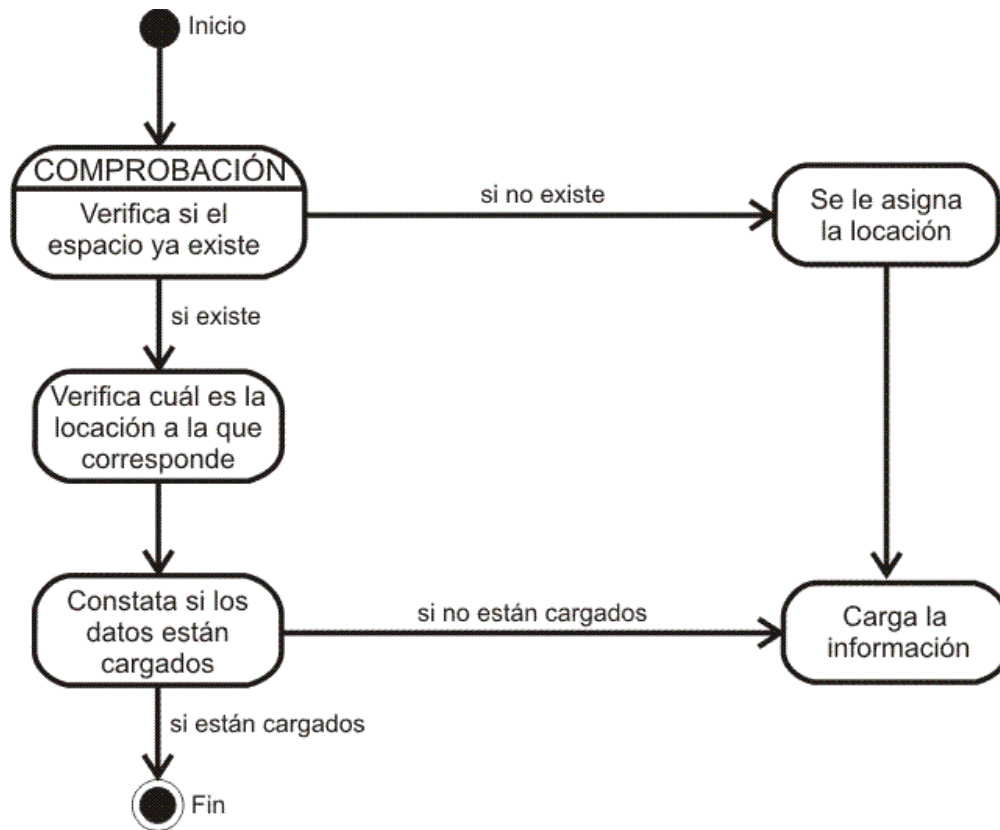 Inicio
COMPROBACIÓN
Verifica si el
espacio ya existe
si no existe
Se le asigna
la locación
si existe
Verifica cuál es la
locación a la que
corresponde
Constata si los
datos están
cargados
si no están cargados
Carga la
información
si están cargados
Fin